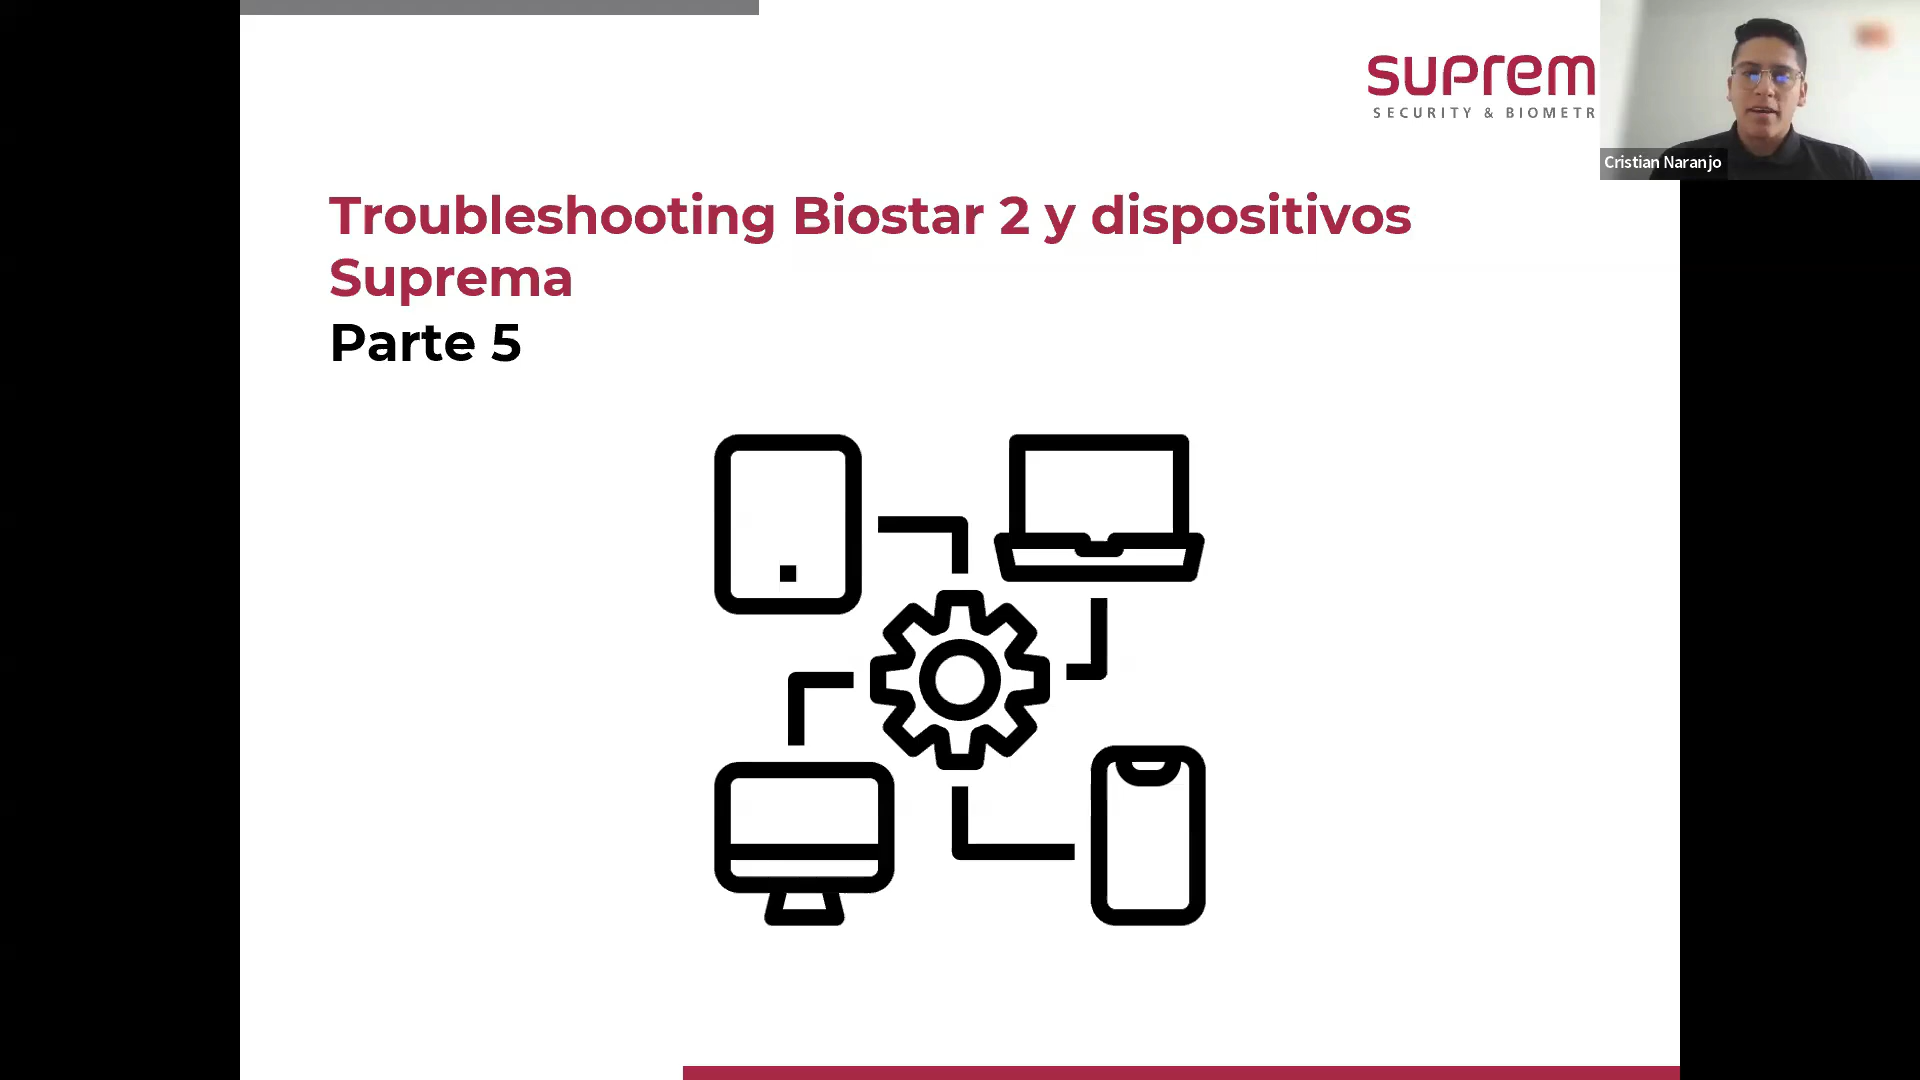 suprem
SECURITY & BIOMETR
Cristian Naranjo
Troubleshooting Biostar 2 y dispositivos
Suprema
Parte 5